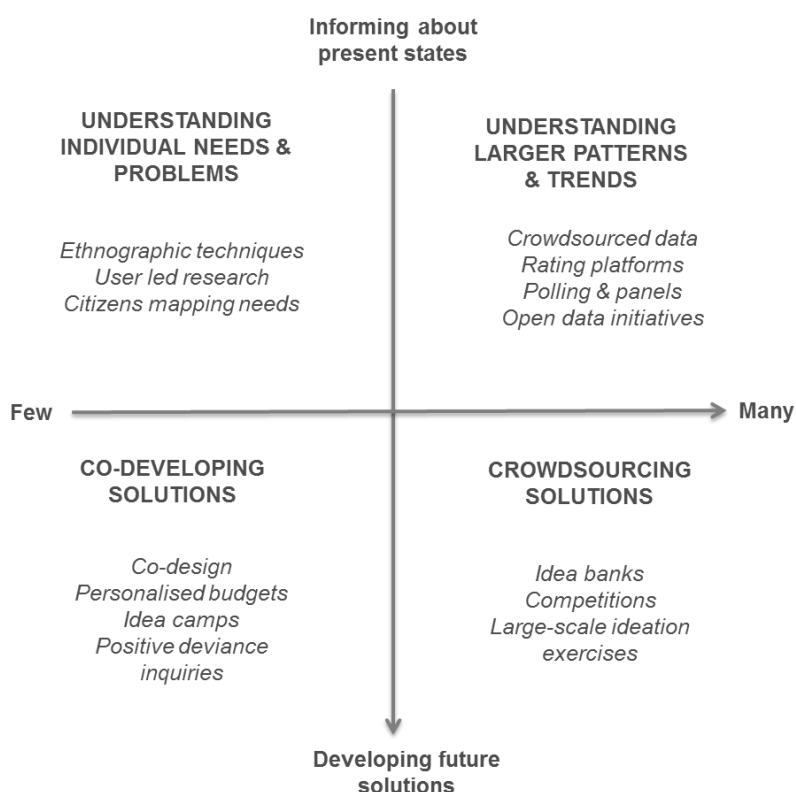 Informing about
present states
UNDERSTANDING
INDIVIDUAL NEEDS &
PROBLEMS
Ethnographic techniques
User led research
Citizens mapping needs
UNDERSTANDING
LARGER PATTERNS
& TRENDS
Crowdsourced data
Rating platforms
Polling & panels
Open data initiatives
Few
Many
CO-DEVELOPING
SOLUTIONS
Co-design
Personalised budgets
Idea camps
Positive deviance
inquiries
CROWDSOURCING
SOLUTIONS
Idea banks
Competitions
Large-scale ideation
exercises
Developing future
solutions